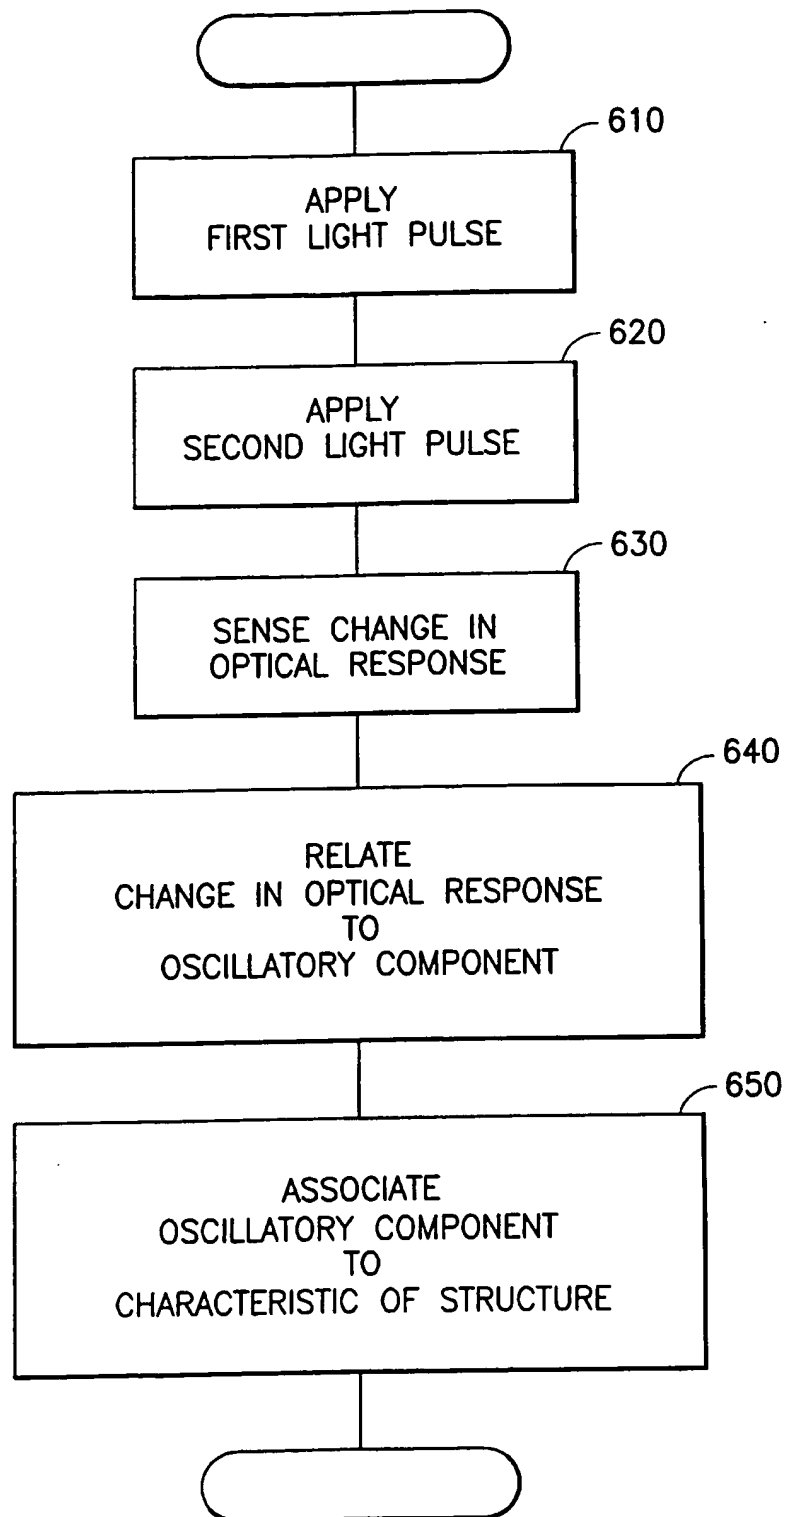 610
APPLY
FIRST LIGHT PULSE
620
APPLY
SECOND LIGHT PULSE
630
SENSE CHANGE IN
OPTICAL RESPONSE
640
RELATE
CHANGE IN OPTICAL RESPONSE
TO
OSCILLATORY COMPONENT
650
ASSOCIATE
OSCILLATORY COMPONENT
TO
CHARACTERISTIC OF STRUCTURE